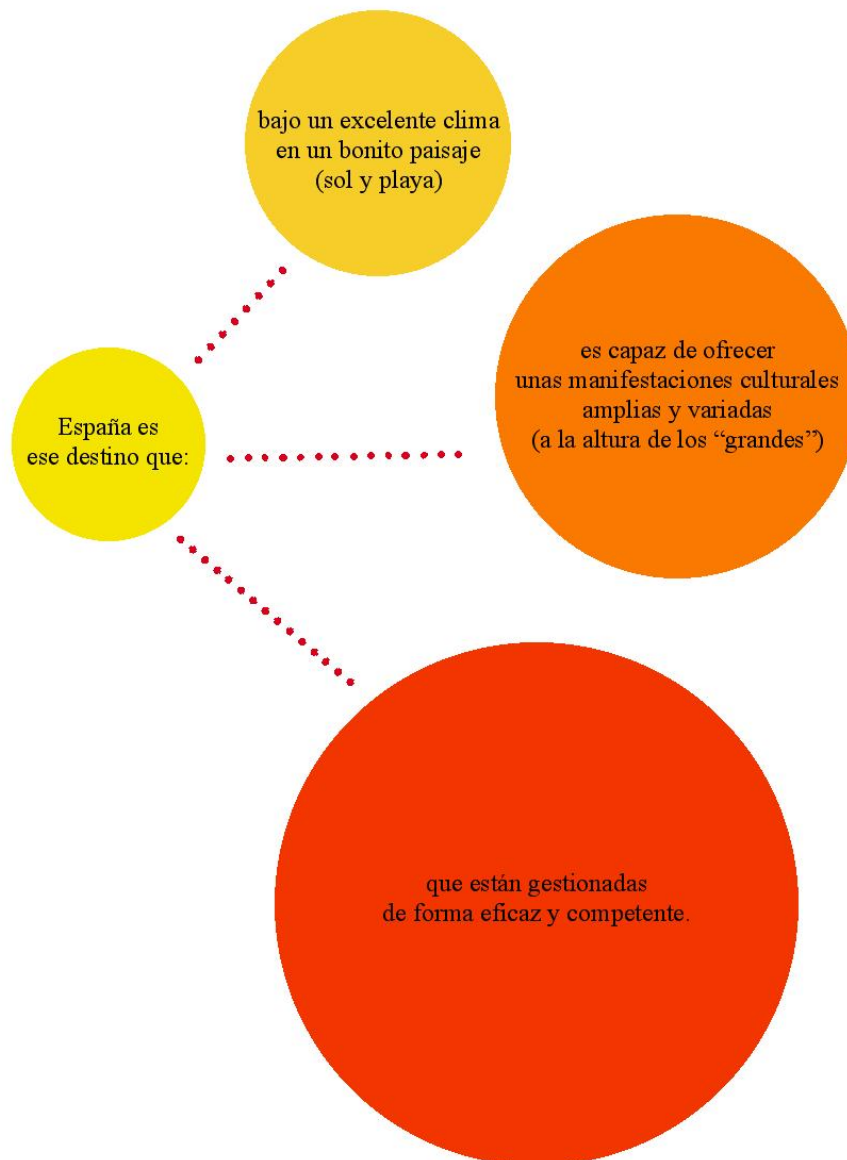 España es
ese destino que:
bajo un excelente clima
en un bonito paisaje
(sol y playa)
es capaz de ofrecer
unas manifestaciones culturales
amplias y variadas
(a la altura de los “grandes”)
que están gestionadas
de forma eficaz y competente.